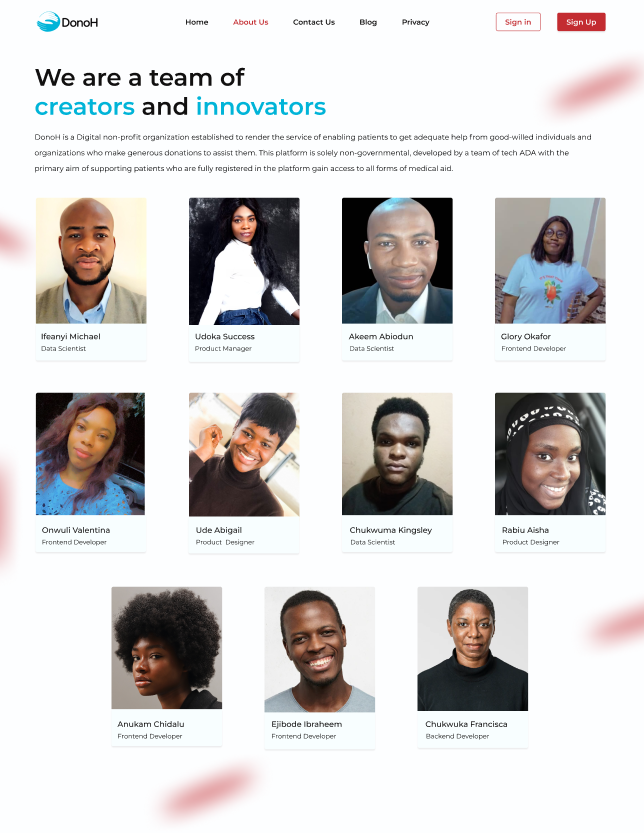 DonoH
Home About Us Contact Us Blog Privacy Sign in Sign Up
We are a team of
creators and innovators
DonoH is a Digital non-profit organization established to render the service of enabling patients to get adequate help from good-willed individuals and
organizations who make generous donations to assist them. This platform is solely non-governmental, developed by a team of tech ADA with the
primary aim of supporting patients who are fully registered in the platform gain access to all forms of medical aid.
Ifeanyi Michael
Data Scientist
Udoka Success
Product Manager
Akeem Abiodun
Data Scientist
Glory Okafor
Frontend Developer
Onwuli Valentina
Frontend Developer
Ude Abigail
Product Designer
Chukwuma Kingsley
Data Scientist
Rabiu Aisha
Product Designer
Anukam Chidalu
Frontend Developer
Ejibode Ibraheem
Frontend Developer
Chukwuka Francisca
Backend Developer